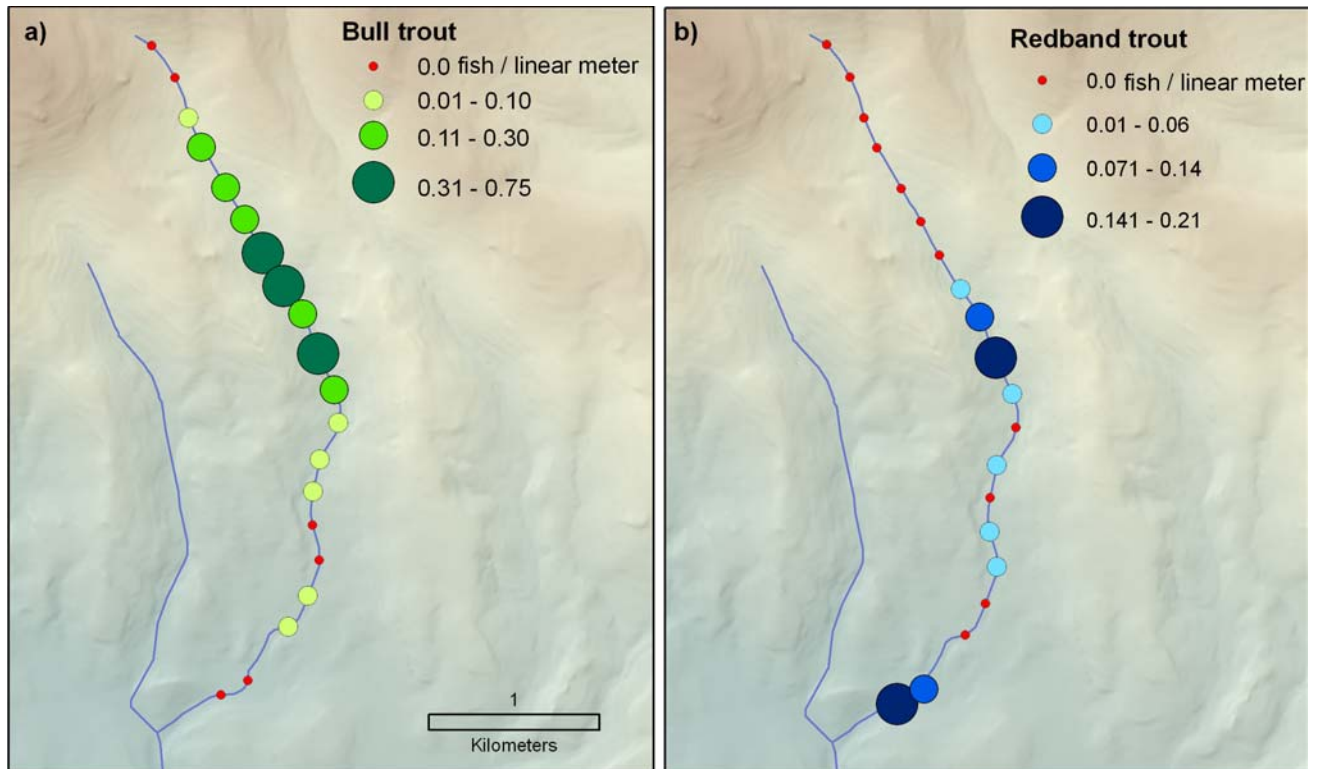 a)
Bull trout
0.0 fish / linear meter
0.01 - 0.10
0.11 - 0.30
0.31 - 0.75
1
Kilometers
b)
Redband trout
0.0 fish / linear meter
0.01 - 0.06
0.071 - 0.14
0.141 - 0.21